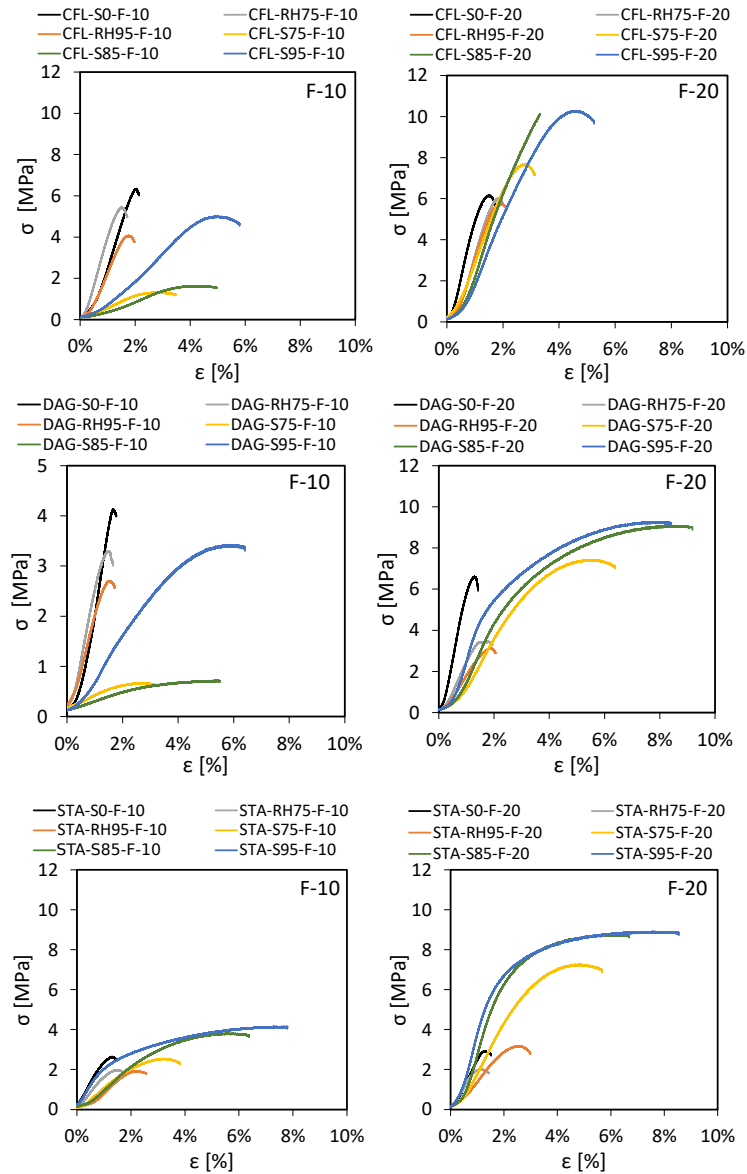 CFL-S0-F-10 CFL-RH75-F-10
CFL-RH95-F-10 CFL-S75-F-10
CFL-S85-F-10 CFL-S95-F-10
F-10
12
10
8
6
4
2
0
σ [MPa]
0% 2% 4% 6% 8% 10%
ε [%]
CFL-S0-F-20 CFL-RH75-F-20
CFL-RH95-F-20 CFL-S75-F-20
CFL-S85-F-20 CFL-S95-F-20
F-20
12
10
8
6
4
2
0
σ [MPa]
0% 2% 4% 6% 8% 10%
ε [%]
DAG-S0-F-10 DAG-RH75-F-10
DAG-RH95-F-10 DAG-S75-F-10
DAG-S85-F-10 DAG-S95-F-10
F-10
5
4
3
2
1
0
σ [MPa]
0% 2% 4% 6% 8% 10%
ε [%]
DAG-S0-F-20 DAG-RH75-F-20
DAG-RH95-F-20 DAG-S75-F-20
DAG-S85-F-20 DAG-S95-F-20
F-20
12
10
8
6
4
2
0
σ [MPa]
0% 2% 4% 6% 8% 10%
ε [%]
STA-S0-F-10 STA-RH75-F-10
STA-RH95-F-10 STA-S75-F-10
STA-S85-F-10 STA-S95-F-10
F-10
12
10
8
6
4
2
0
σ [MPa]
0% 2% 4% 6% 8% 10%
ε [%]
STA-S0-F-20 STA-RH75-F-20
STA-RH95-F-20 STA-S75-F-20
STA-S85-F-20 STA-S95-F-20
F-20
12
10
8
6
4
2
0
σ [MPa]
0% 2% 4% 6% 8% 10%
ε [%]